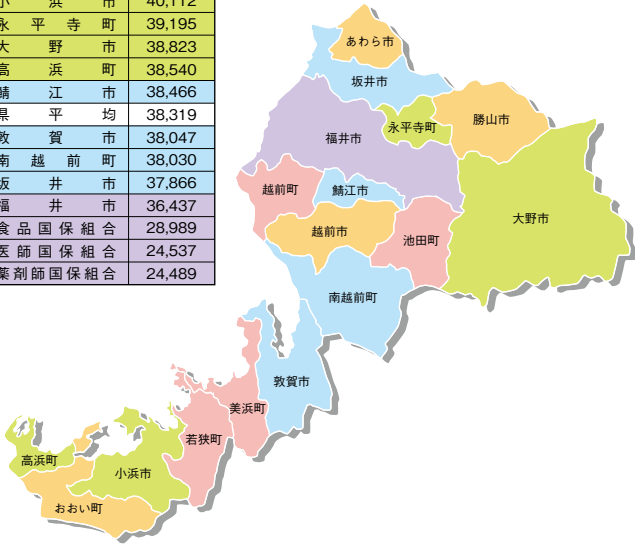 小浜市 40,112
永平寺町 39,195
大野市 38,823
高浜町 38,540
鯖江市 38,466
県平均 38,319
敦賀市 38,047
南越前町 38,030
坂井市 37,866
福井市 36,437
食品国保組合 28,989
医師国保組合 24,537
薬剤師国保組合 24,489
あわら市
坂井市
勝山市
永平寺町
福井市
越前町
鯖江市
大野市
越前市
池田町
南越前町
敦賀市
美浜町
若狭町
高浜町
小浜市
おおい町